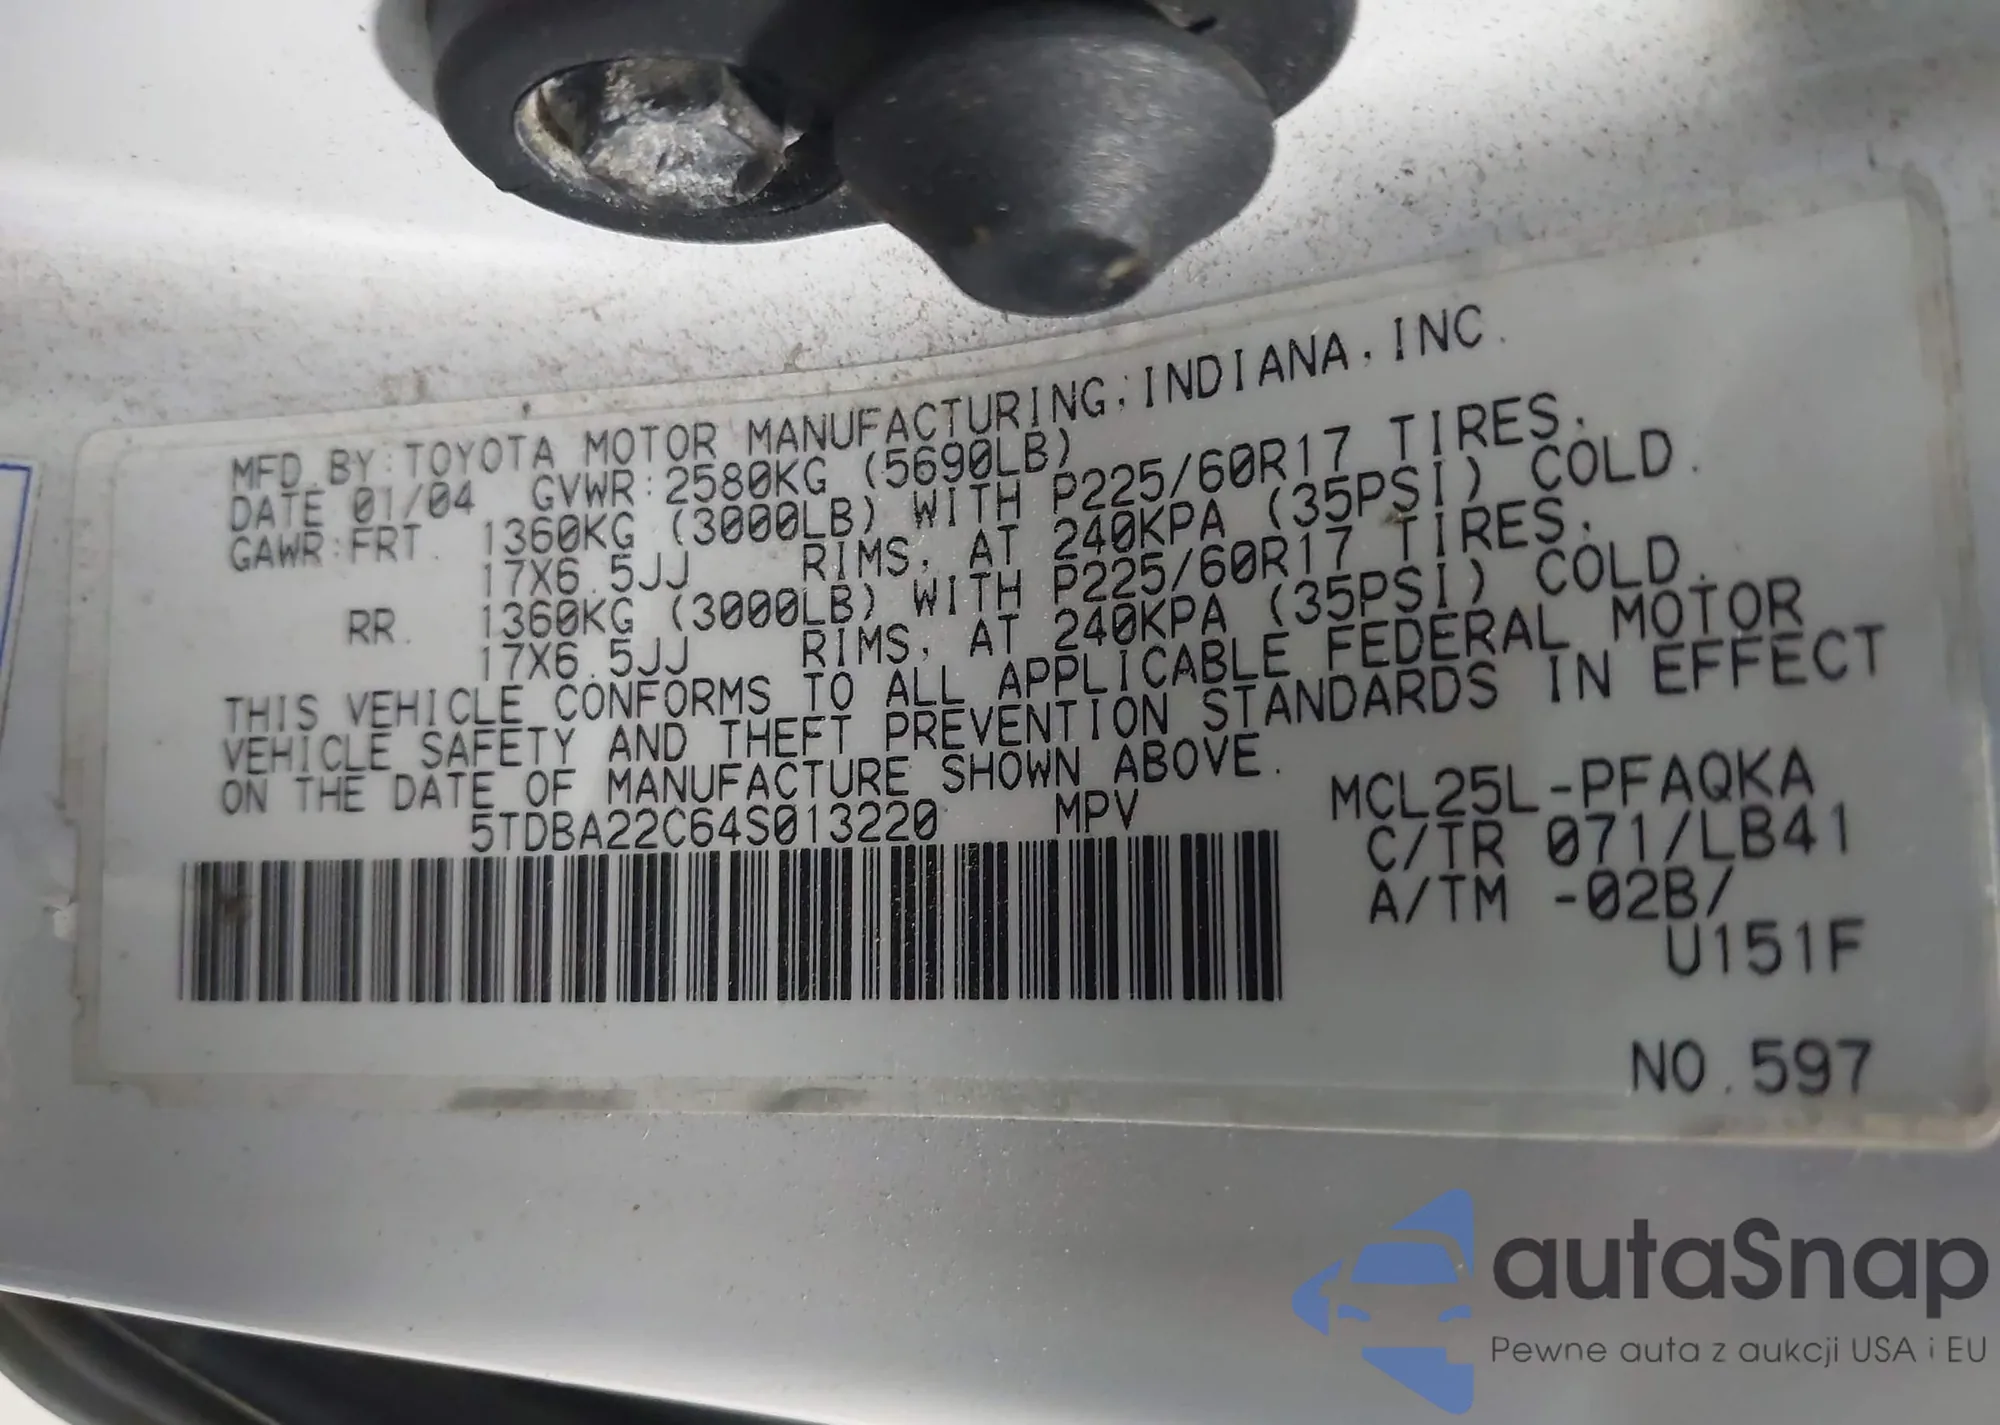 MFD.BY:TOYOTA MOTOR MANUFACTURING,INDIANA,INC.
DATE 01/04 GVWR:2580KG (5690LB)
GAWR:FRT. 1360KG (3000LB) WITH P225/60R17 TIRES.
17X6.5JJ RIMS, AT 240KPA (35PSI) COLD.
RR. 1360KG (3000LB) WITH P225/60R17 TIRES.
17X6.5JJ RIMS, AT 240KPA (35PSI) COLD.
THIS VEHICLE CONFORMS TO ALL APPLICABLE FEDERAL MOTOR
VEHICLE SAFETY AND THEFT PREVENTION STANDARDS IN EFFECT
ON THE DATE OF MANUFACTURE SHOWN ABOVE.
5TDBA22C64S013220 MPV
MCL25L-PFAQKA
C/TR 071/LB41
A/TM -02B/
U151F
NO.597
autaSnap
Pewne auta z aukcji USA i EU